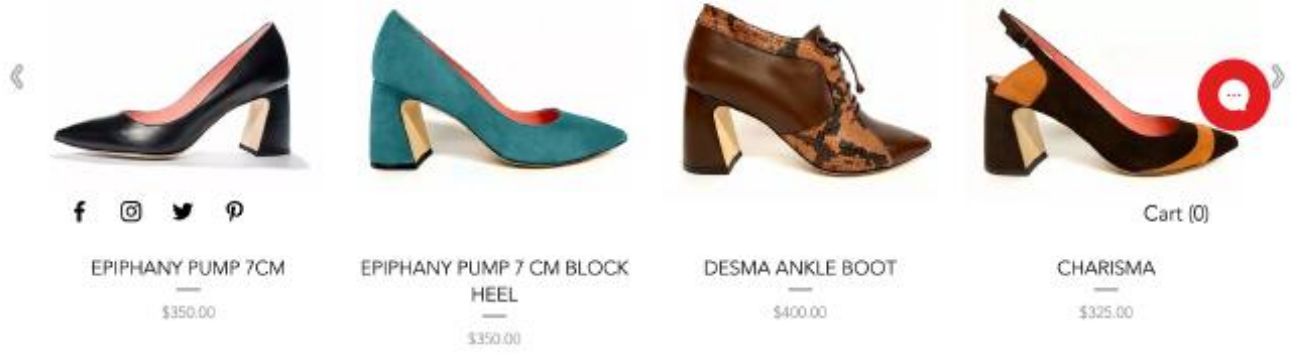 Cart (0)
EPIPHANY PUMP 7CM
$350.00
EPIPHANY PUMP 7 CM BLOCK
HEEL
$350.00
DESMA ANKLE BOOT
$400.00
CHARISMA
$325.00